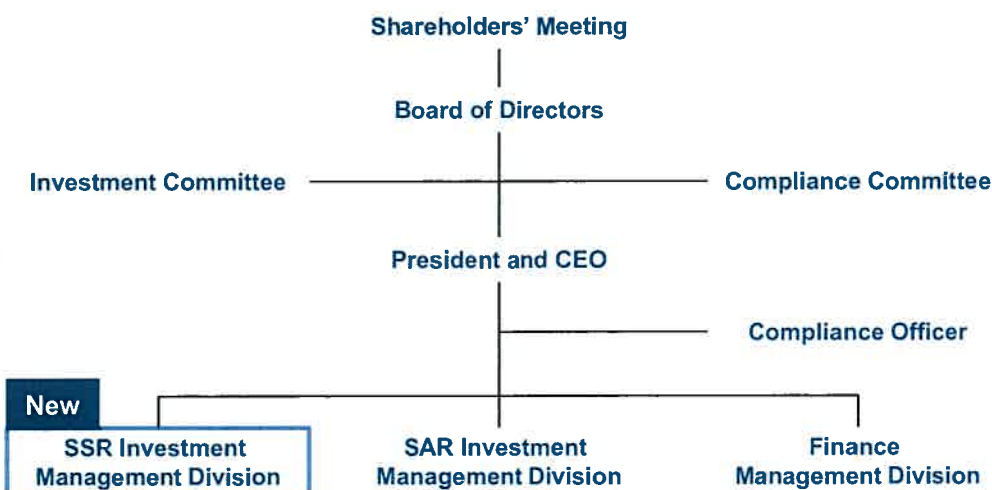 Shareholders' Meeting
Board of Directors
Investment Committee
Compliance Committee
President and CEO
Compliance Officer
New
SSR Investment
Management Division
SAR Investment
Management Division
Finance
Management Division